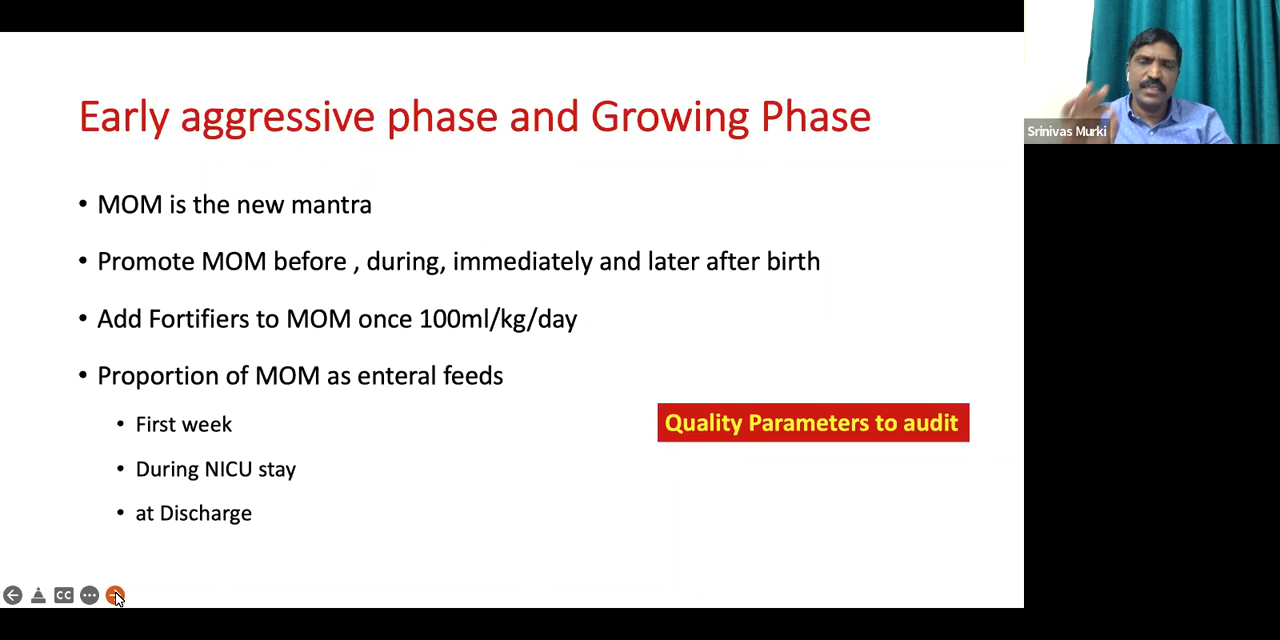 Early aggressive phase and Growing Phase
• MOM is the new mantra
• Promote MOM before , during, immediately and later after birth
• Add Fortifiers to MOM once 100ml/kg/day
• Proportion of MOM as enteral feeds
• First week
• During NICU stay
• at Discharge
Quality Parameters to audit
Srinivas Murki
CC